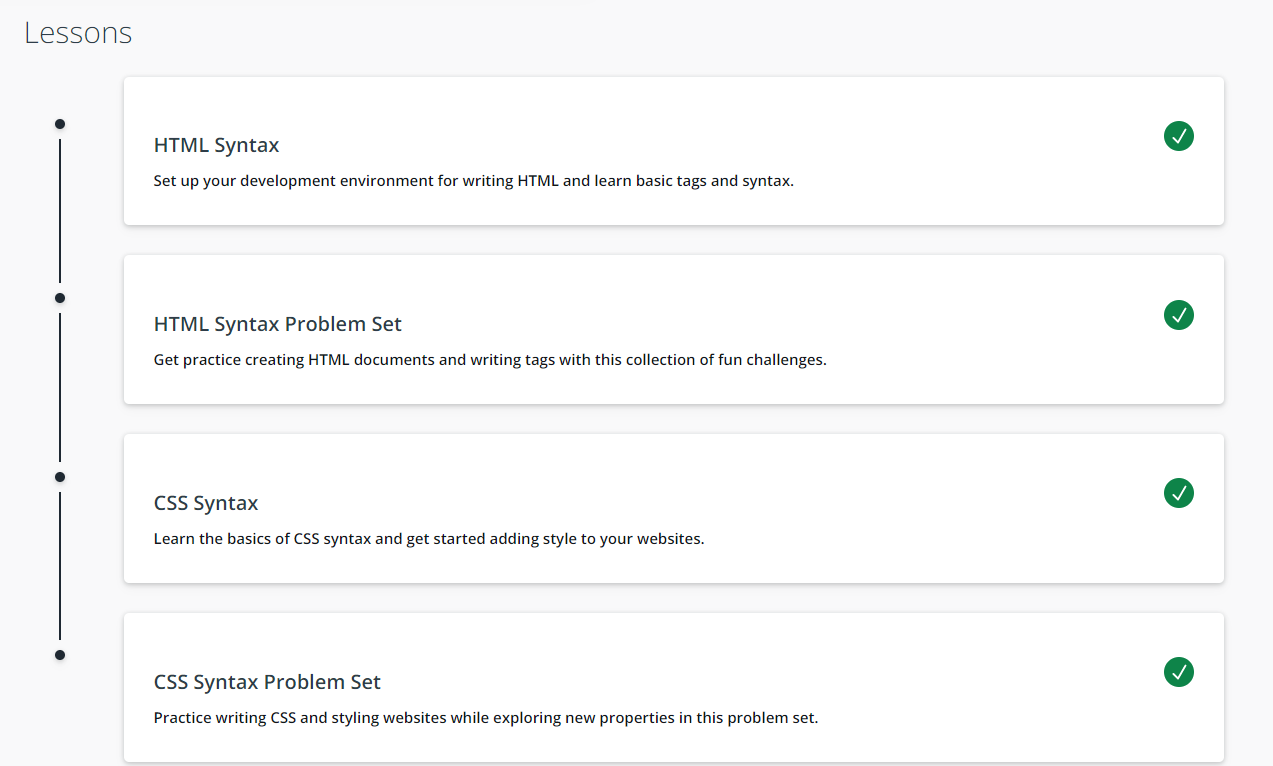 Lessons
HTML Syntax
Set up your development environment for writing HTML and learn basic tags and syntax.
HTML Syntax Problem Set
Get practice creating HTML documents and writing tags with this collection of fun challenges.
CSS Syntax
Learn the basics of CSS syntax and get started adding style to your websites.
CSS Syntax Problem Set
Practice writing CSS and styling websites while exploring new properties in this problem set.